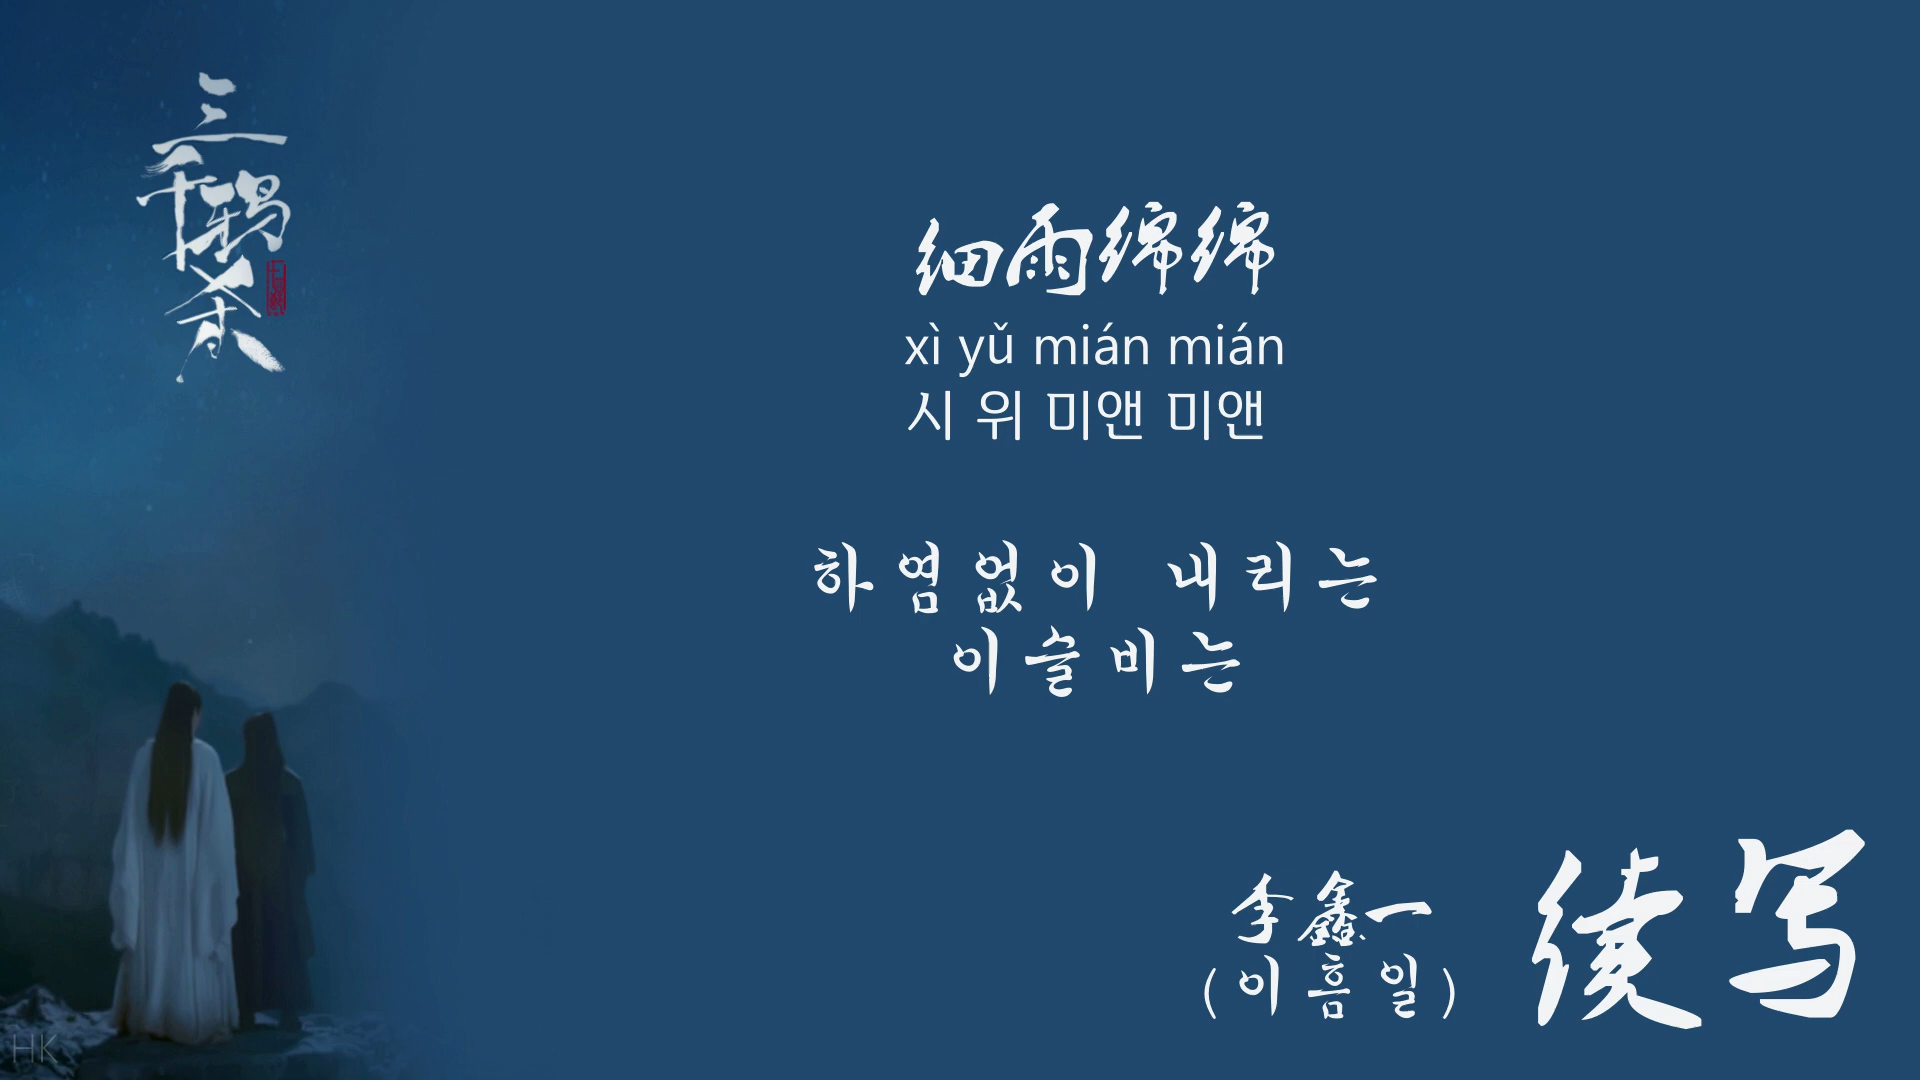 三千鸦杀
细雨绵绵
xì yǔ mián mián
시 위 미앤 미앤
하염없이 내리는
이슬비는
李鑫一
(이흠일)
续写
HK